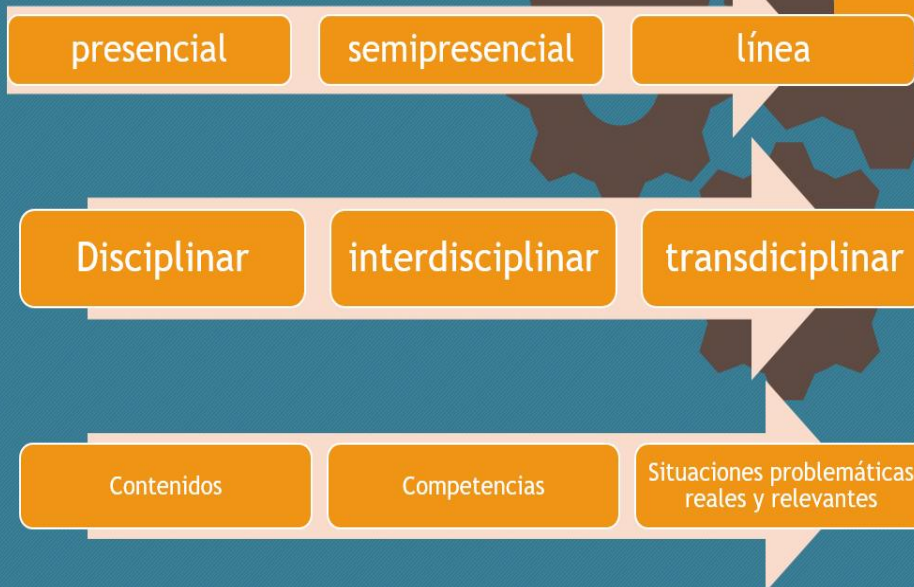 presencial semipresencial línea
Disciplinar interdisciplinar transdiciplinar
Contenidos Competencias Situaciones problemáticas
reales y relevantes